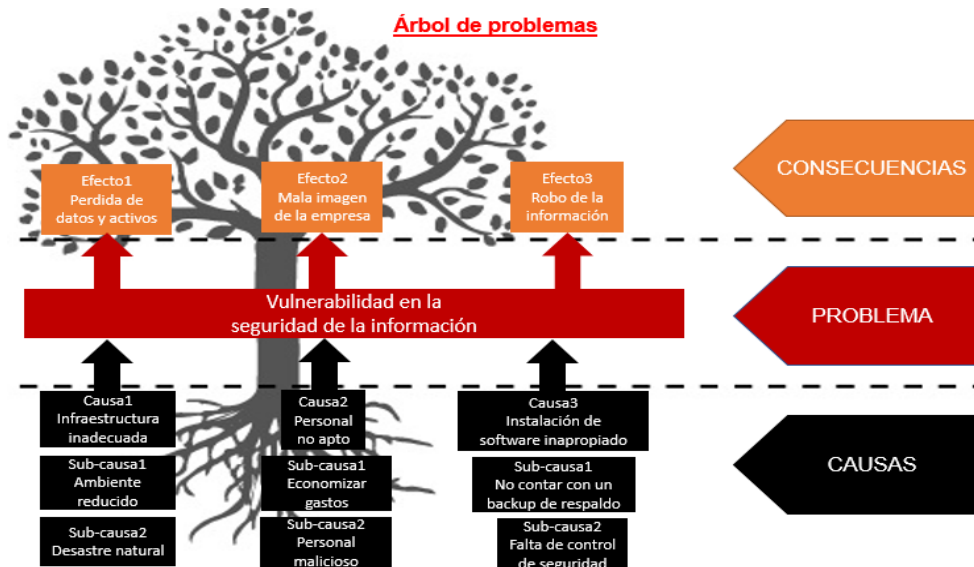 Árbol de problemas
Efecto1
Perdida de
datos y activos
Efecto2
Mala imagen
de la empresa
Efecto3
Robo de la
información
CONSECUENCIAS
Vulnerabilidad en la
seguridad de la información
PROBLEMA
Causa1
Infraestructura
inadecuada
Sub-causa1
Ambiente
reducido
Sub-causa2
Desastre natural
Causa2
Personal
no apto
Sub-causa1
Economizar
gastos
Sub-causa2
Personal
malicioso
Causa3
Instalación de
software inapropiado
Sub-causa1
No contar con un
backup de respaldo
Sub-causa2
Falta de control
de seguridad
CAUSAS